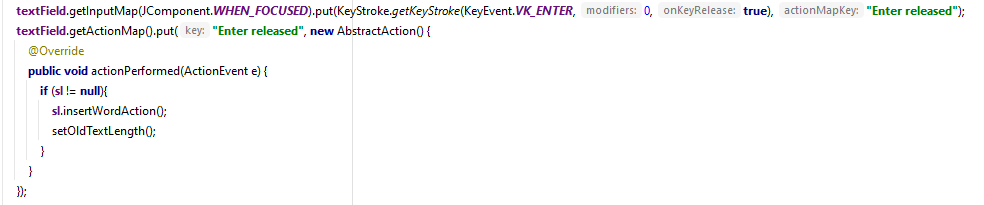 textField.getInputMap(JComponent.WHEN_FOCUSED).put(KeyStroke.getKeyStroke(KeyEvent.VK_ENTER, modifiers: 0, onKeyRelease: true), actionMapKey: "Enter released");
textField.getActionMap().put( key: "Enter released", new AbstractAction() {
    @Override
    public void actionPerformed(ActionEvent e) {
        if (sl != null){
            sl.insertWordAction();
            setOldTextLength();
        }
    }
});